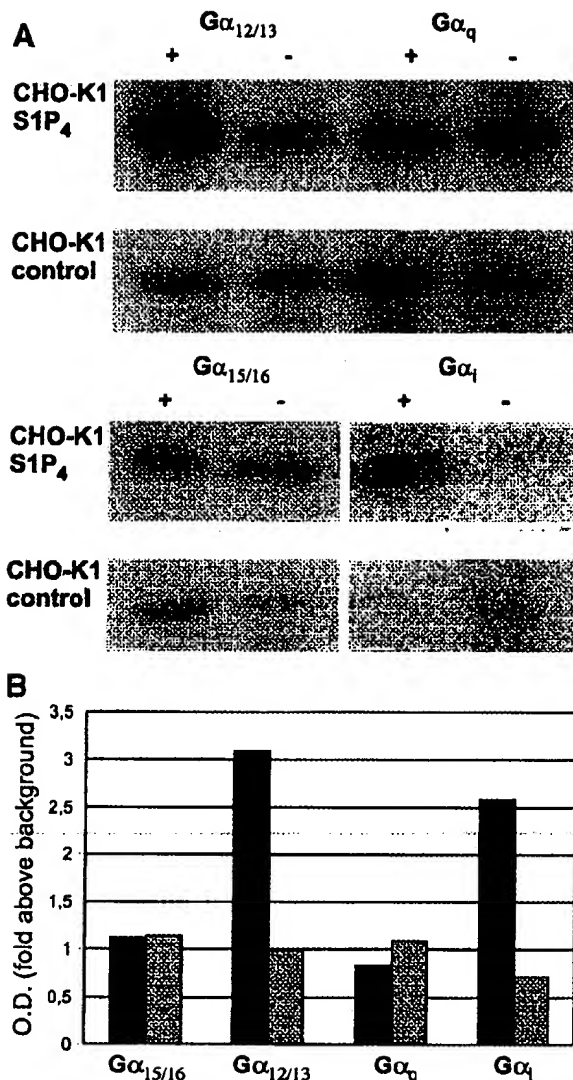 A
Gα12/13 Gαq
+ - + -
CHO-K1
S1P4
CHO-K1
control
Gα15/16 Gαi
+ - + -
CHO-K1
S1P4
CHO-K1
control
B
O.D. (fold above background)
3,5
3
2,5
2
1,5
1
0,5
0
Gα15/16 Gα12/13 Gαq Gαi